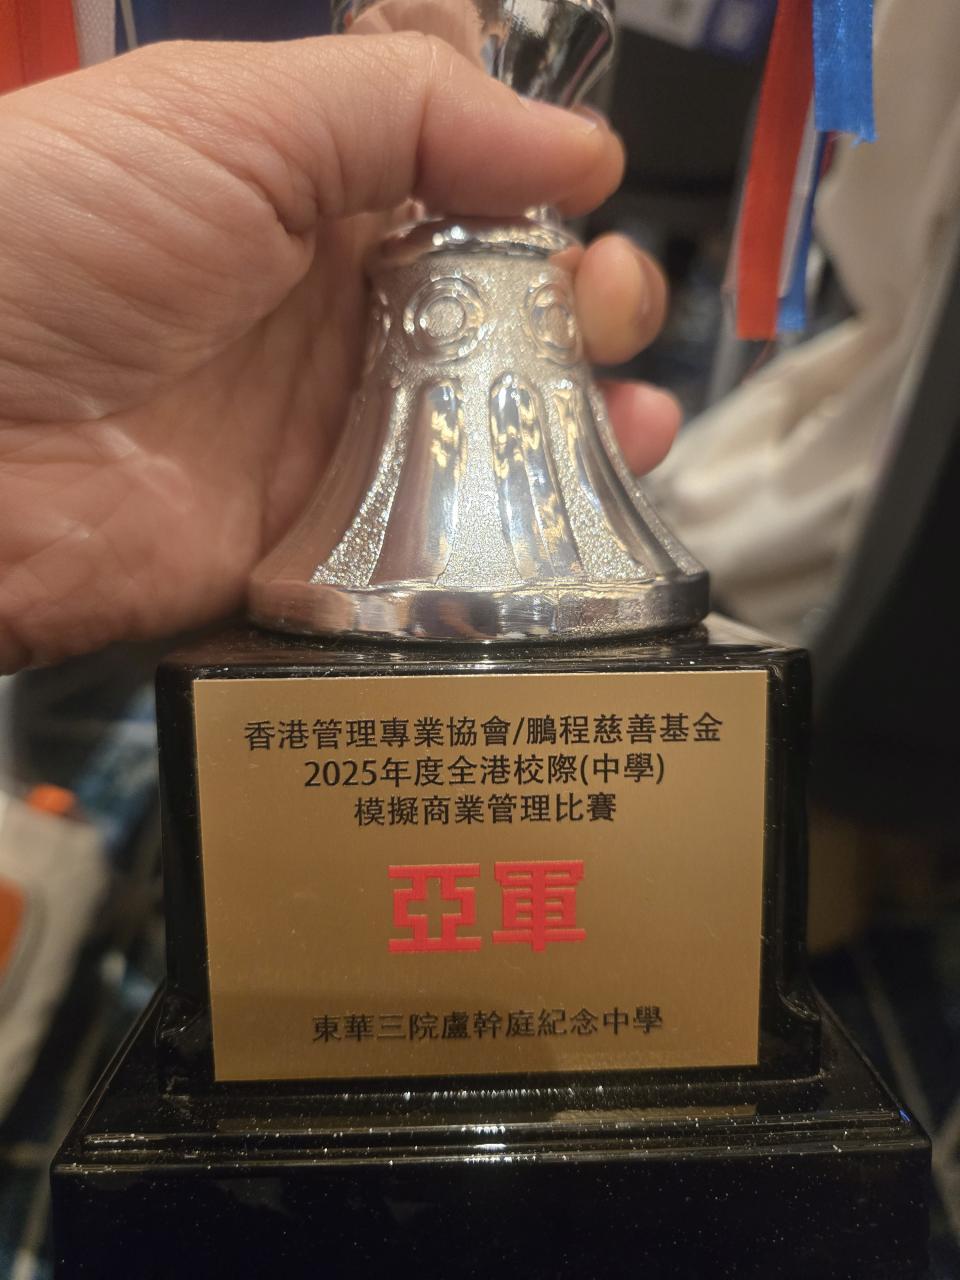 香港管理專業協會/鵬程慈善基金
2025年度全港校際(中學)
模擬商業管理比賽
亞軍
東華三院盧幹庭紀念中學